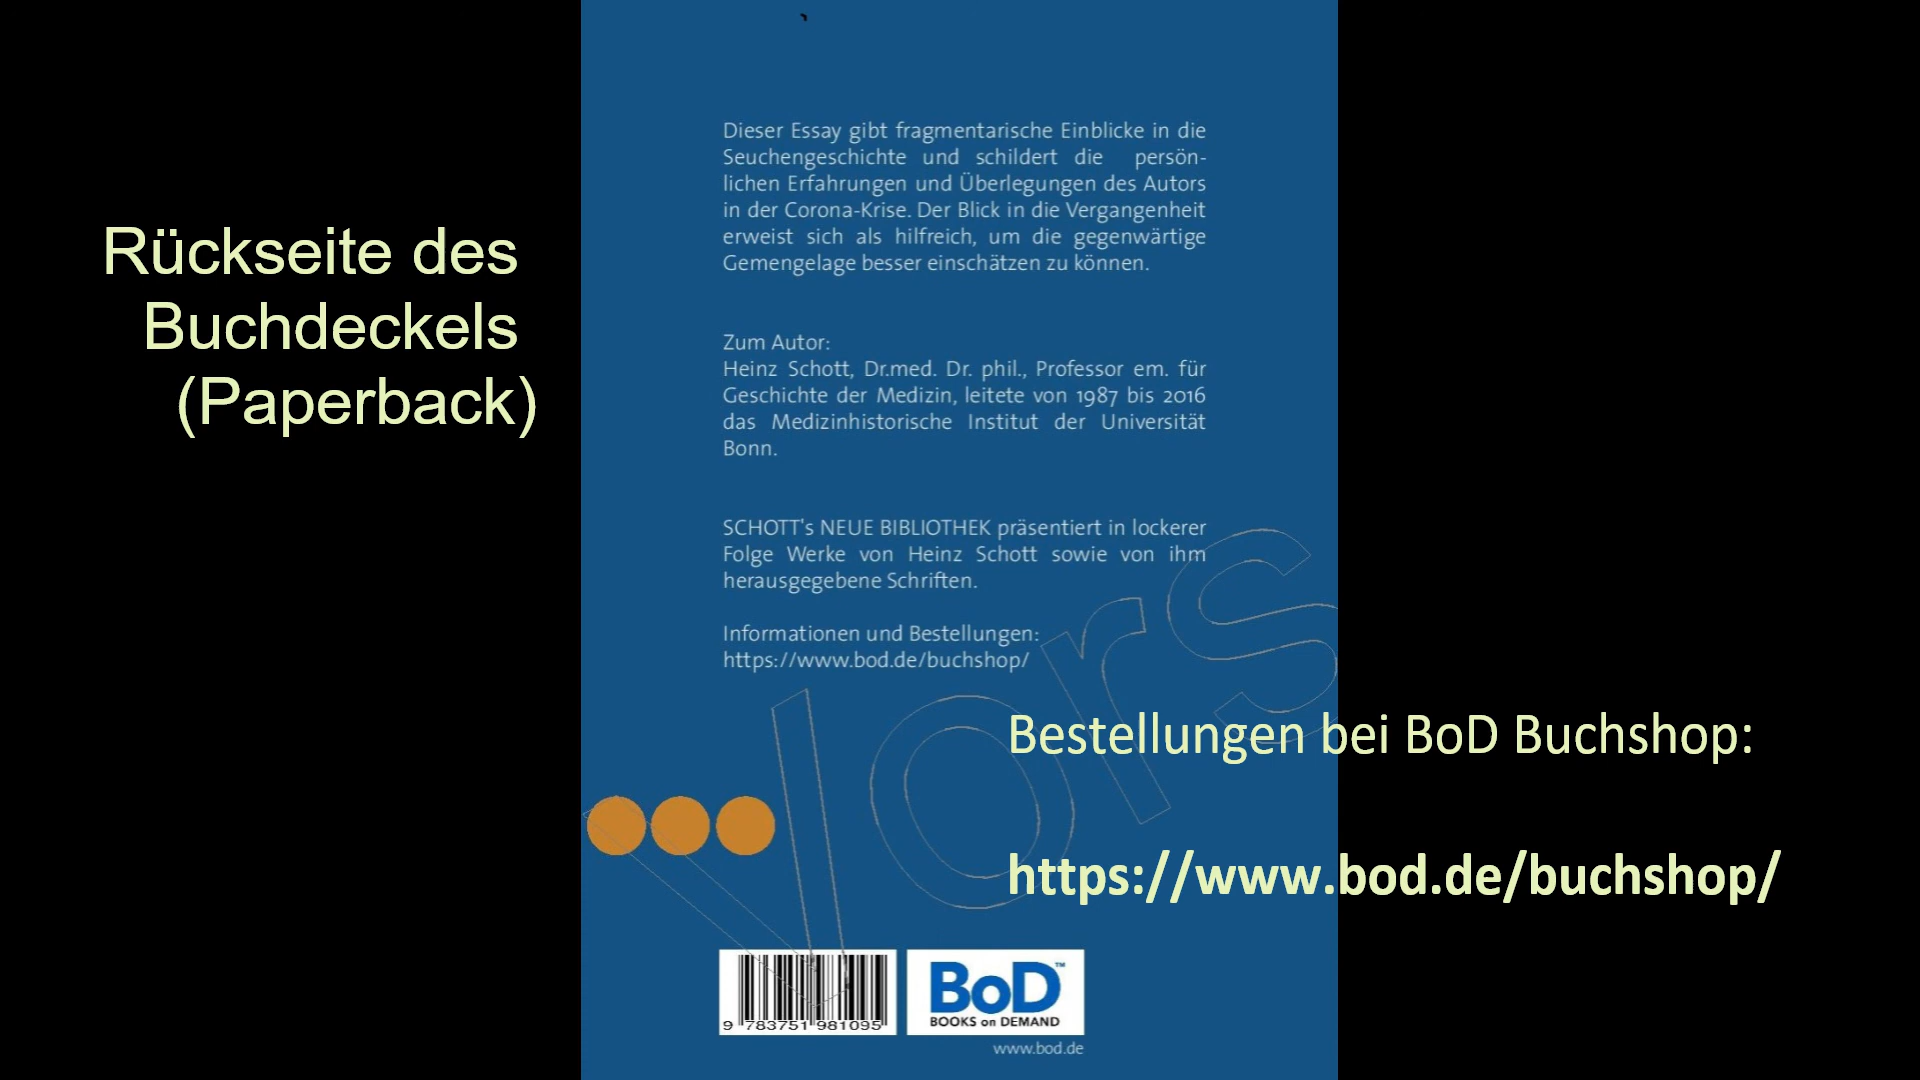 Rückseite des
Buchdeckels
(Paperback)
Dieser Essay gibt fragmentarische Einblicke in die
Seuchengeschichte und schildert die persön-
lichen Erfahrungen und Überlegungen des Autors
in der Corona-Krise. Der Blick in die Vergangenheit
erweist sich als hilfreich, um die gegenwärtige
Gemengelage besser einschätzen zu können.
Zum Autor:
Heinz Schott, Dr.med. Dr. phil., Professor em. für
Geschichte der Medizin, leitete von 1987 bis 2016
das Medizinhistorische Institut der Universität
Bonn.
SCHOTT's NEUE BIBLIOTHEK präsentiert in lockerer
Folge Werke von Heinz Schott sowie von ihm
herausgegebene Schriften.
Informationen und Bestellungen:
https://www.bod.de/buchshop/
Vors
Bestellungen bei BoD Buchshop:
https://www.bod.de/buchshop/
9 783751 981095
BoD™
BOOKS on DEMAND
www.bod.de